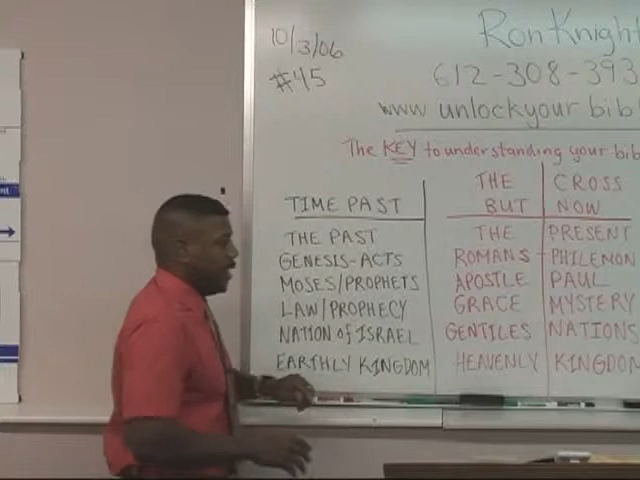 10/3/06
#45
Ron Knight
612-308-393
www unlockyour bib
The KEY to understanding your bib
THE CROSS
TIME PAST BUT NOW
THE PAST THE PRESENT
GENESIS-ACTS ROMANS-PHILEMON
MOSES/PROPHETS APOSTLE PAUL
LAW/PROPHECY GRACE MYSTERY
NATION of ISRAEL GENTILES NATIONS
EARTHLY KINGDOM HEAVENLY KINGDOM